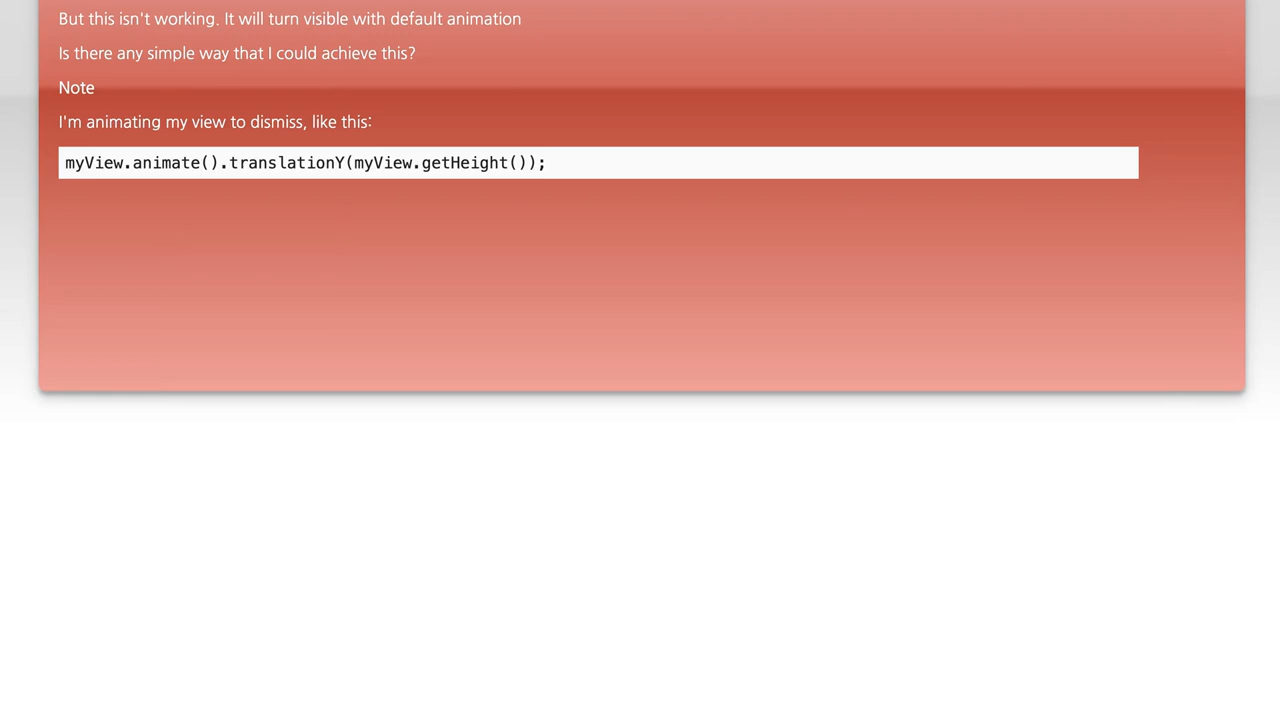 But this isn't working. It will turn visible with default animation
Is there any simple way that I could achieve this?
Note
I'm animating my view to dismiss, like this:
myView.animate().translationY(myView.getHeight());